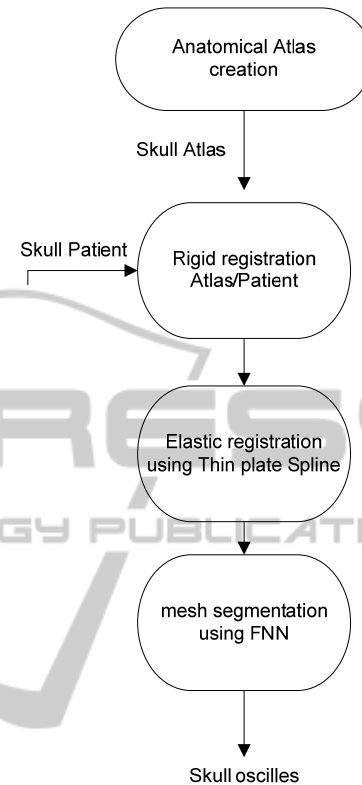 Anatomical Atlas
creation
Skull Atlas
Skull Patient
Rigid registration
Atlas/Patient
Elastic registration
using Thin plate Spline
mesh segmentation
using FNN
Skull oscilles